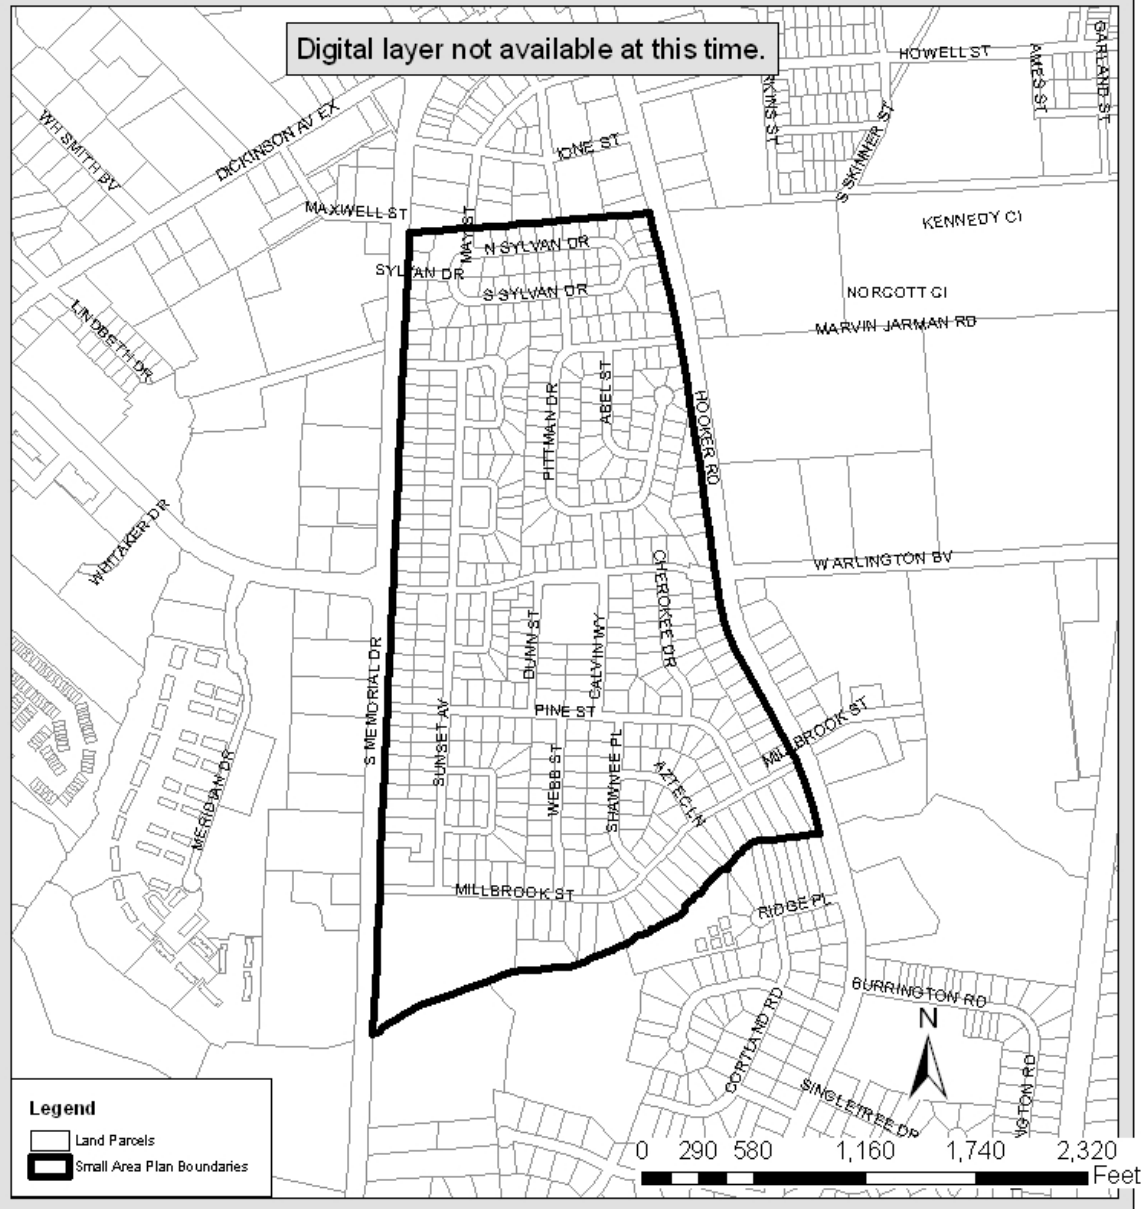 Digital layer not available at this time.
HOWELL ST
AMES ST
GARLAND ST
RKINS ST
WH SMITH BV
DICKINSON AV EX
IONE ST
S SKINNER ST
MAXWELL ST
MAY ST
KENNEDY CI
N SYLVAN DR
SYLVAN DR
S SYLVAN DR
NORCOTT CI
MARVIN JARMAN RD
LINDBETH DR
PITTMAN DR
ABEL ST
HOOKER RD
WHITAKER DR
CHEROKEE DR
W ARLINGTON BV
DUNN ST
CALVIN WY
S MEMORIAL DR
SUNSET AV
PINE ST
MILLBROOK ST
MERIDIAN DR
WEBB ST
SHAWNEE PL
AZTEC LN
MILLBROOK ST
RIDGE PL
BURRINGTON RD
CORTLAND RD
N
NGTON RD
SINGLETREE DR
Legend
Land Parcels
Small Area Plan Boundaries
0 290 580 1,160 1,740 2,320
Feet